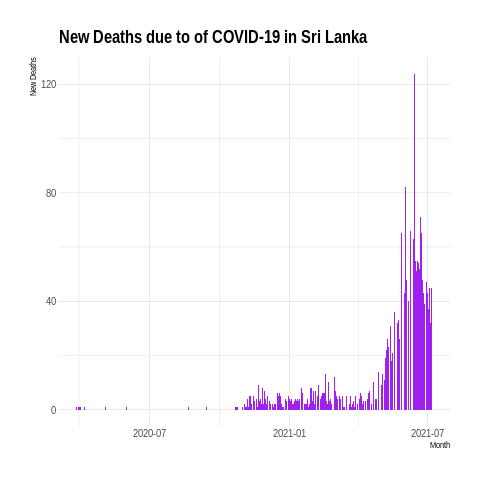 New Deaths due to of COVID-19 in Sri Lanka
New Deaths
120
80
40
0
2020-07 2021-01 2021-07
Month